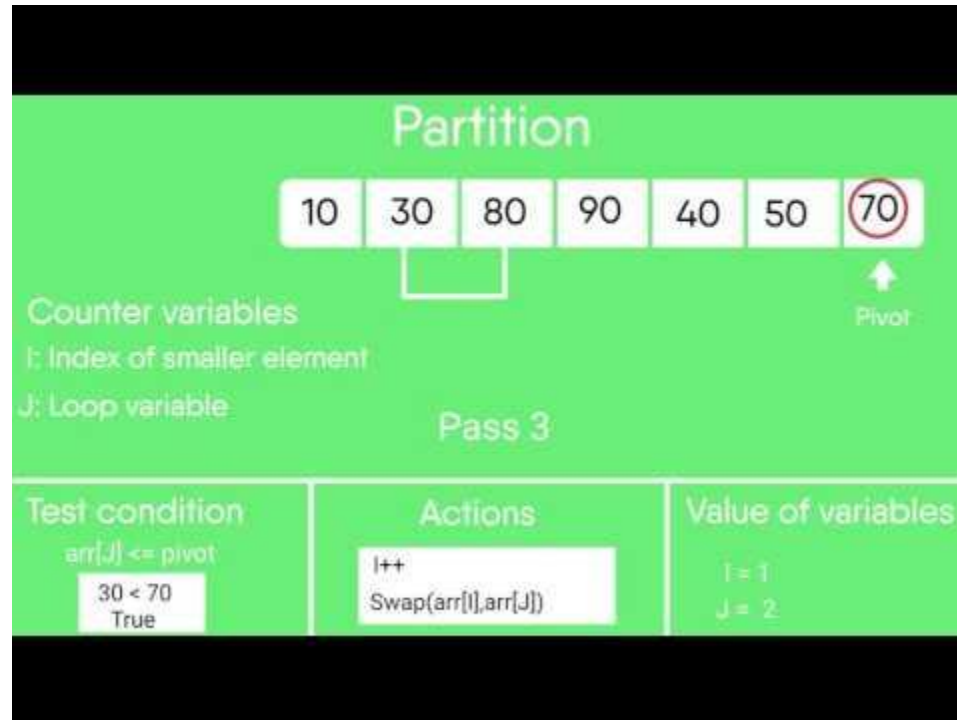 Partition
10 30 80 90 40 50 70
Pivot
Counter variables
I: Index of smaller element
J: Loop variable
Pass 3
Test condition
arr[J] <= pivot
30 < 70
True
Actions
I++
Swap(arr[I],arr[J])
Value of variables
I = 1
J = 2